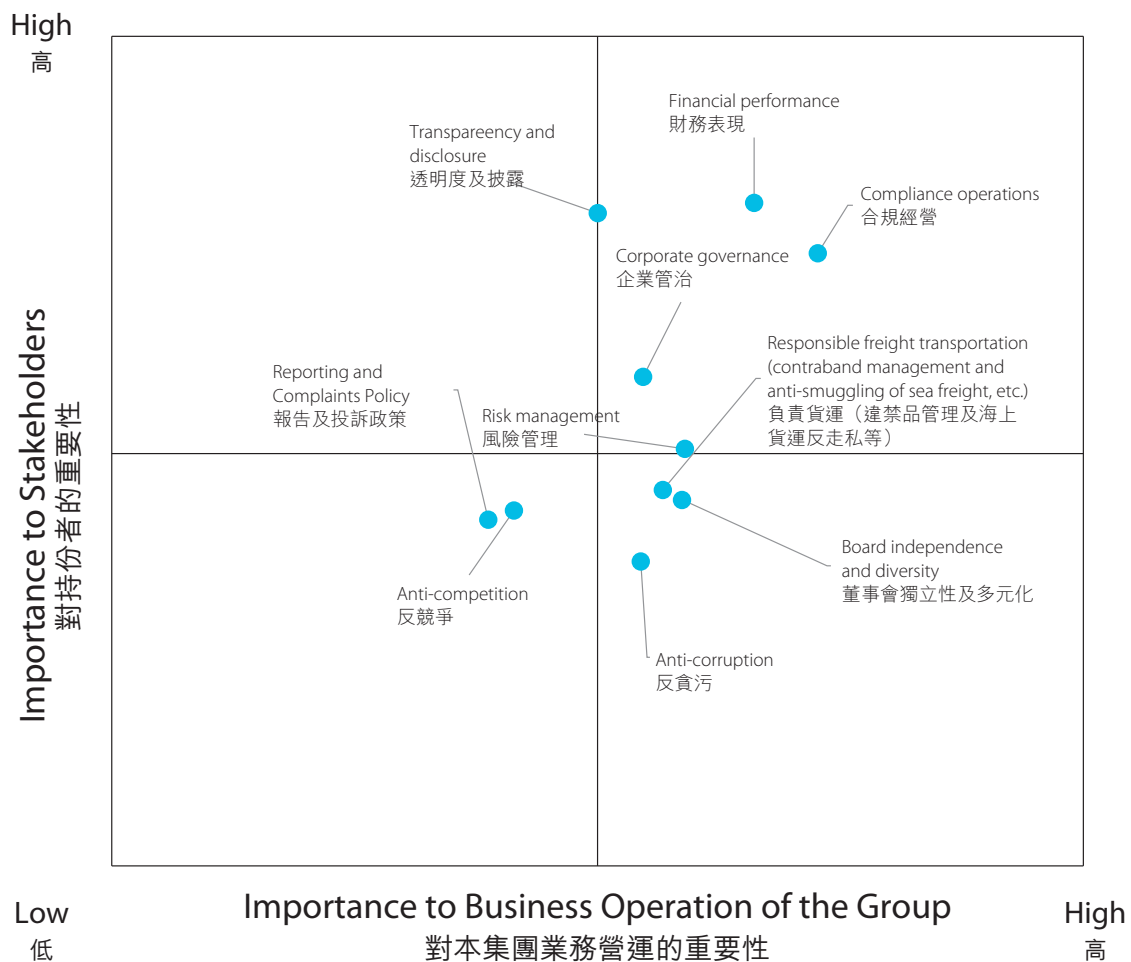 High
高
Financial performance
財務表現
Transpareency and
disclosure
透明度及披露
Compliance operations
合規經營
Corporate governance
企業管治
Responsible freight transportation
(contraband management and
anti-smuggling of sea freight, etc.)
負責貨運（違禁品管理及海上
貨運反走私等）
Reporting and
Complaints Policy
報告及投訴政策
Risk management
風險管理
Board independence
and diversity
董事會獨立性及多元化
Anti-competition
反競爭
Anti-corruption
反貪污
Importance to Stakeholders
對持份者的重要性
Low
低
Importance to Business Operation of the Group
對本集團業務營運的重要性
High
高